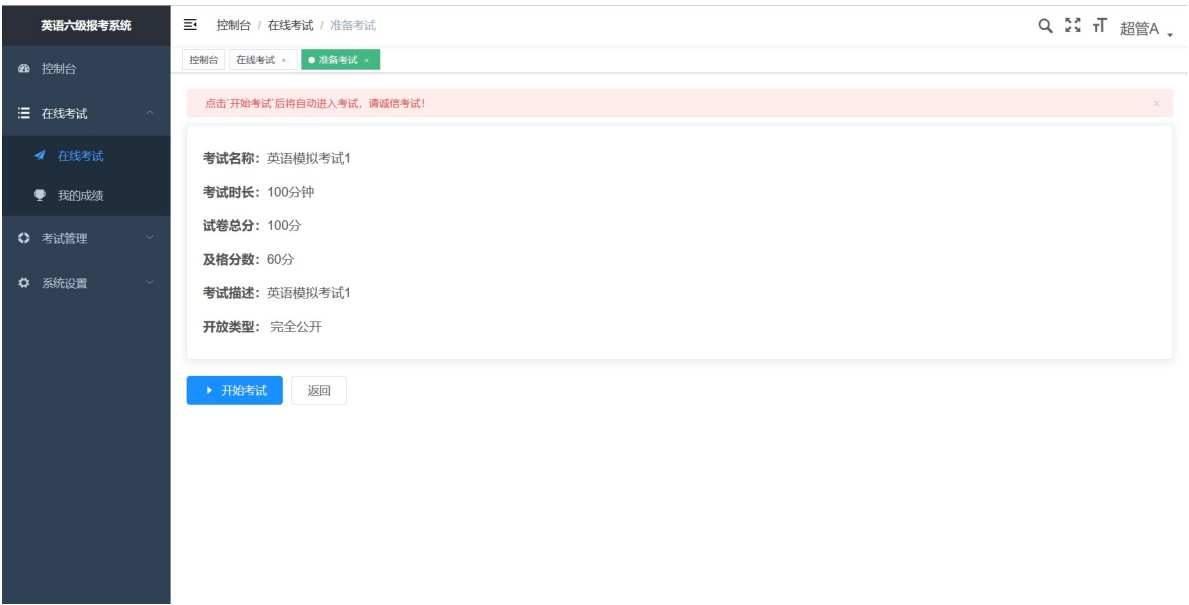 英语六级报考系统
控制台 / 在线考试 / 准备考试
超管A
控制台
在线考试 ×
准备考试 ×
控制台
在线考试
在线考试
我的成绩
考试管理
系统设置
点击`开始考试`后将自动进入考试，请诚信考试！
考试名称：英语模拟考试1
考试时长：100分钟
试卷总分：100分
及格分数：60分
考试描述：英语模拟考试1
开放类型： 完全公开
开始考试
返回